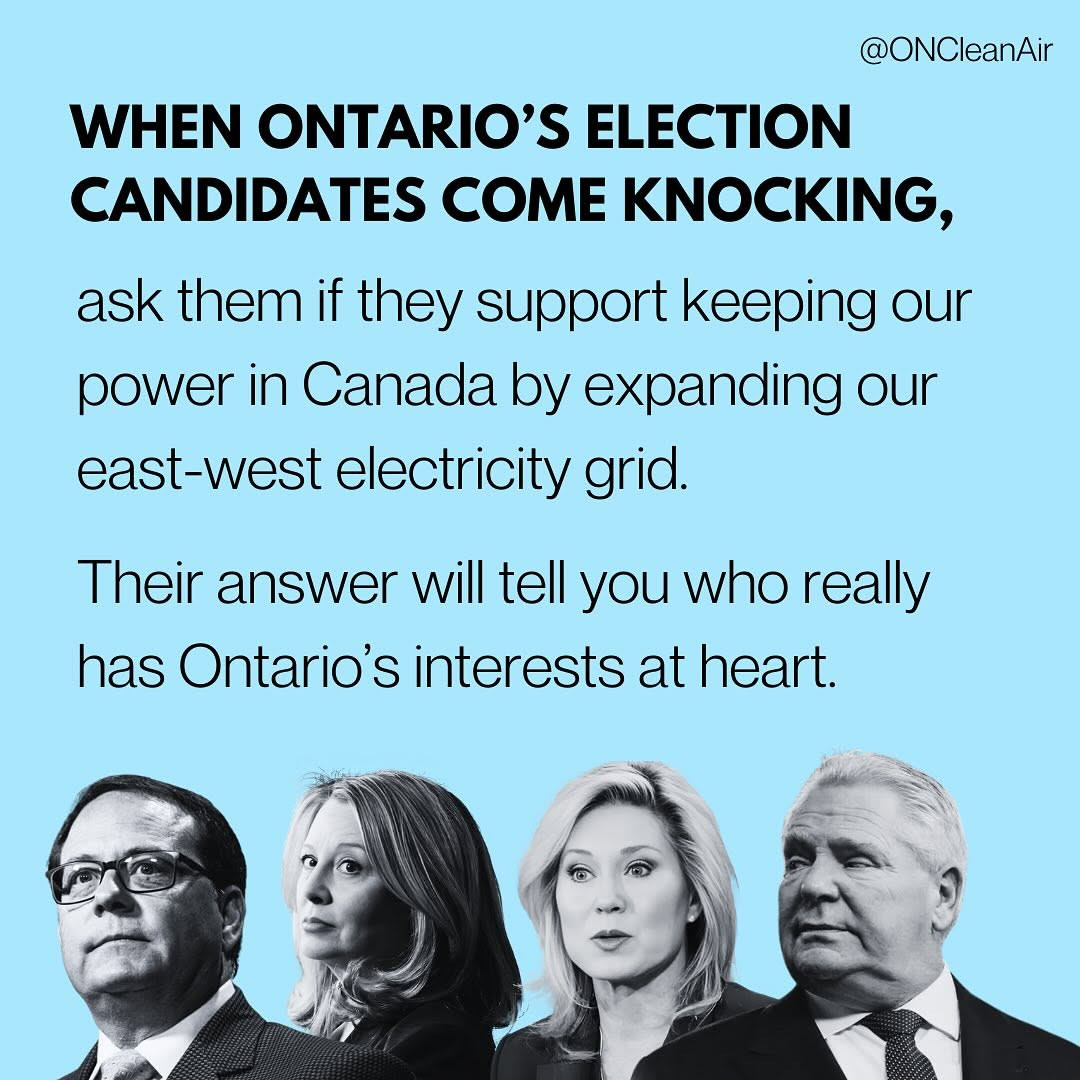 @ONCleanAir
WHEN ONTARIO’S ELECTION
CANDIDATES COME KNOCKING,
ask them if they support keeping our
power in Canada by expanding our
east-west electricity grid.
Their answer will tell you who really
has Ontario’s interests at heart.